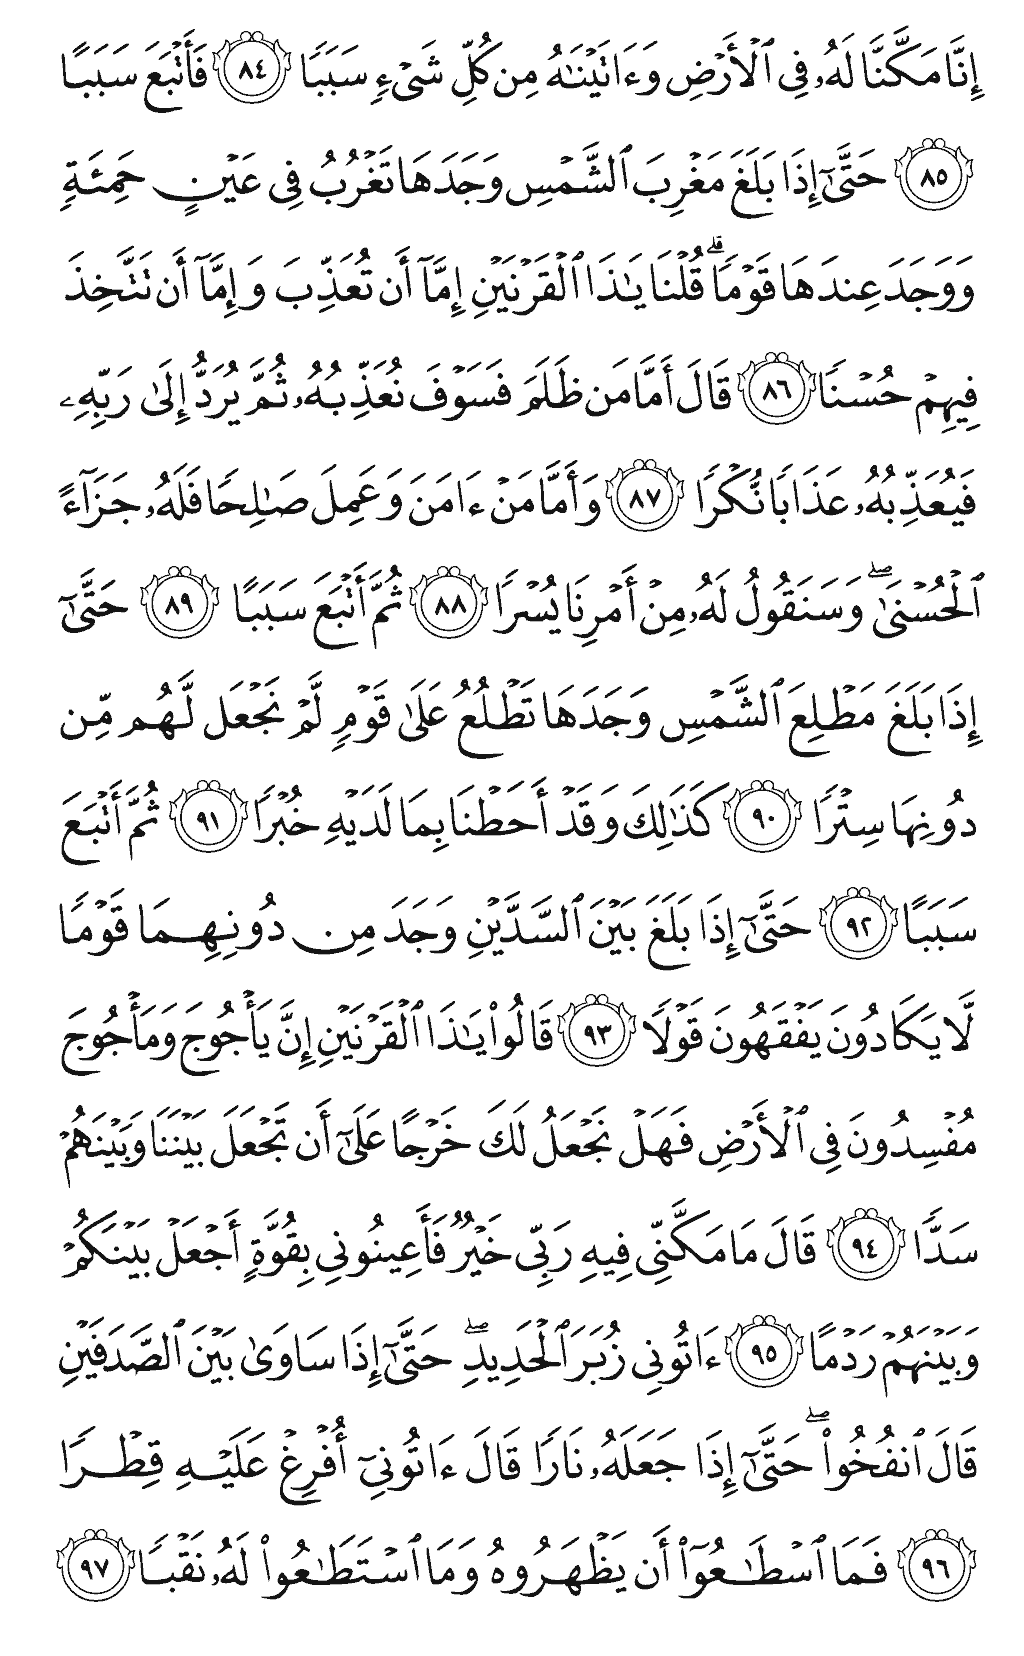 إِنَّا مَكَّنَّا لَهُۥ فِى ٱلْأَرْضِ وَءَاتَيْنَـٰهُ مِن كُلِّ شَىْءٍ سَبَبًا ٨٤ فَأَتْبَعَ سَبَبًا
٨٥ حَتَّىٰٓ إِذَا بَلَغَ مَغْرِبَ ٱلشَّمْسِ وَجَدَهَا تَغْرُبُ فِى عَيْنٍ حَمِئَةٍ
وَوَجَدَ عِندَهَا قَوْمًا ۗ قُلْنَا يَـٰذَا ٱلْقَرْنَيْنِ إِمَّآ أَن تُعَذِّبَ وَإِمَّآ أَن تَتَّخِذَ
فِيهِمْ حُسْنًا ٨٦ قَالَ أَمَّا مَن ظَلَمَ فَسَوْفَ نُعَذِّبُهُۥ ثُمَّ يُرَدُّ إِلَىٰ رَبِّهِۦ
فَيُعَذِّبُهُۥ عَذَابًا نُّكْرًا ٨٧ وَأَمَّا مَنْ ءَامَنَ وَعَمِلَ صَـٰلِحًا فَلَهُۥ جَزَآءً
ٱلْحُسْنَىٰ ۖ وَسَنَقُولُ لَهُۥ مِنْ أَمْرِنَا يُسْرًا ٨٨ ثُمَّ أَتْبَعَ سَبَبًا ٨٩ حَتَّىٰٓ
إِذَا بَلَغَ مَطْلِعَ ٱلشَّمْسِ وَجَدَهَا تَطْلُعُ عَلَىٰ قَوْمٍ لَّمْ نَجْعَل لَّهُم مِّن
دُونِهَا سِتْرًا ٩٠ كَذَٰلِكَ وَقَدْ أَحَطْنَا بِمَا لَدَيْهِ خُبْرًا ٩١ ثُمَّ أَتْبَعَ
سَبَبًا ٩٢ حَتَّىٰٓ إِذَا بَلَغَ بَيْنَ ٱلسَّدَّيْنِ وَجَدَ مِن دُونِهِمَا قَوْمًا
لَّا يَكَادُونَ يَفْقَهُونَ قَوْلًا ٩٣ قَالُوا۟ يَـٰذَا ٱلْقَرْنَيْنِ إِنَّ يَأْجُوجَ وَمَأْجُوجَ
مُفْسِدُونَ فِى ٱلْأَرْضِ فَهَلْ نَجْعَلُ لَكَ خَرْجًا عَلَىٰٓ أَن تَجْعَلَ بَيْنَنَا وَبَيْنَهُمْ
سَدًّا ٩٤ قَالَ مَا مَكَّنِّى فِيهِ رَبِّى خَيْرٌ فَأَعِينُونِى بِقُوَّةٍ أَجْعَلْ بَيْنَكُمْ
وَبَيْنَهُمْ رَدْمًا ٩٥ ءَاتُونِى زُبَرَ ٱلْحَدِيدِ ۖ حَتَّىٰٓ إِذَا سَاوَىٰ بَيْنَ ٱلصَّدَفَيْنِ
قَالَ ٱنفُخُوا۟ ۖ حَتَّىٰٓ إِذَا جَعَلَهُۥ نَارًا قَالَ ءَاتُونِىٓ أُفْرِغْ عَلَيْهِ قِطْرًا
٩٦ فَمَا ٱسْطَـٰعُوٓا۟ أَن يَظْهَرُوهُ وَمَا ٱسْتَطَـٰعُوا۟ لَهُۥ نَقْبًا ٩٧